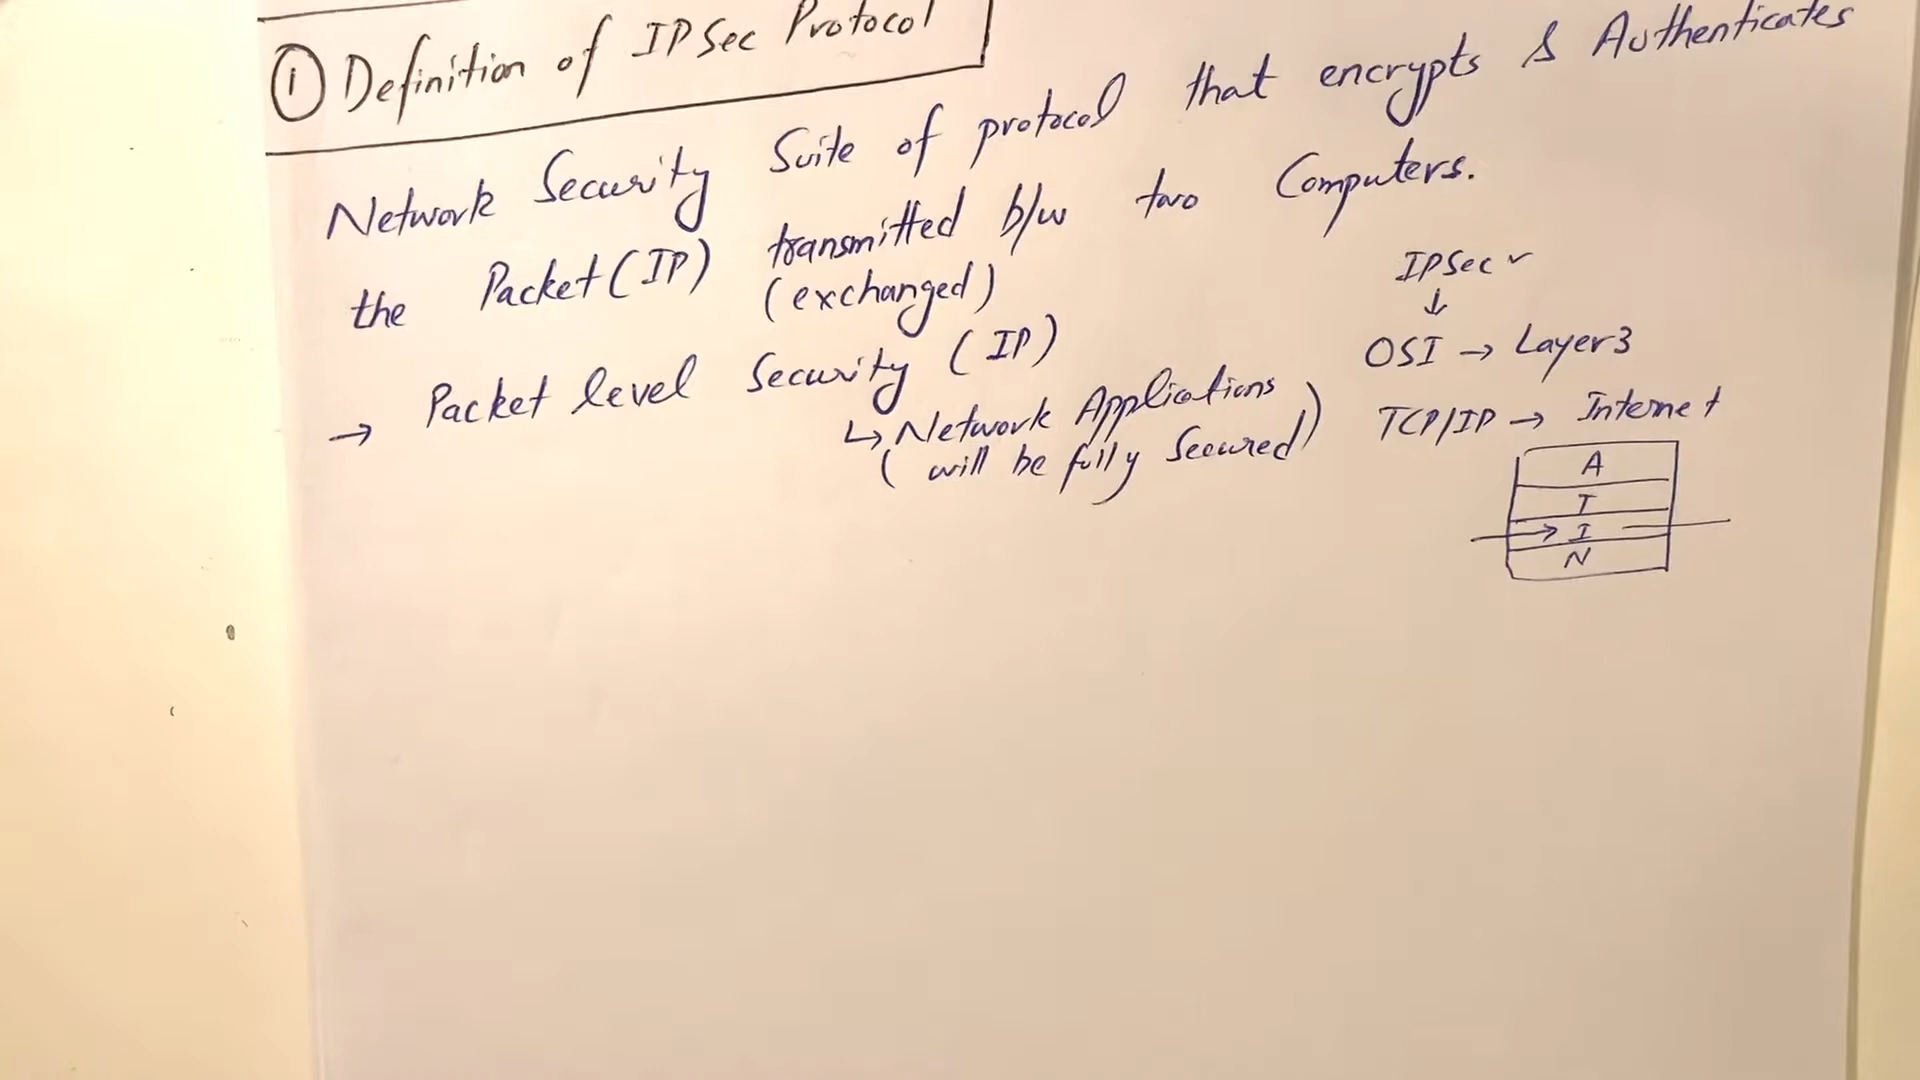 ① Definition of IPSec Protocol
Network Security Suite of protocol that encrypts & Authenticates
the Packet (IP) transmitted b/w two Computers.
(exchanged)
→ Packet level Security (IP)
↳ Network Applications
( will be fully Secured )
IPSec ✓
↓
OSI → Layer3
TCP/IP → Internet
A
T
→ I
N